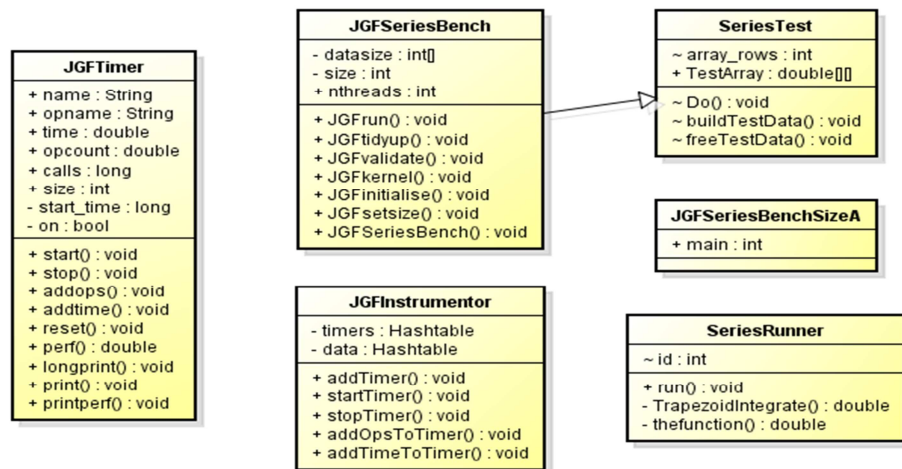 JGFTimer
+ name : String
+ opname : String
+ time : double
+ opcount : double
+ calls : long
+ size : int
- start_time : long
- on : bool
+ start() : void
+ stop() : void
+ addops() : void
+ addtime() : void
+ reset() : void
+ perf() : double
+ longprint() : void
+ print() : void
+ printperf() : void
JGFSeriesBench
- datasize : int[]
- size : int
+ nthreads : int
+ JGFrun() : void
+ JGFtidyup() : void
+ JGFvalidate() : void
+ JGFkernel() : void
+ JGFinitialise() : void
+ JGFsetsize() : void
+ JGFSeriesBench() : void
JGFInstrumentor
- timers : Hashtable
- data : Hashtable
+ addTimer() : void
+ startTimer() : void
+ stopTimer() : void
+ addOpsToTimer() : void
+ addTimeToTimer() : void
SeriesTest
~ array_rows : int
+ TestArray : double[][]
~ Do() : void
~ buildTestData() : void
~ freeTestData() : void
JGFSeriesBenchSizeA
+ main : int
SeriesRunner
~ id : int
+ run() : void
- TrapezoidIntegrate() : double
- thefunction() : double